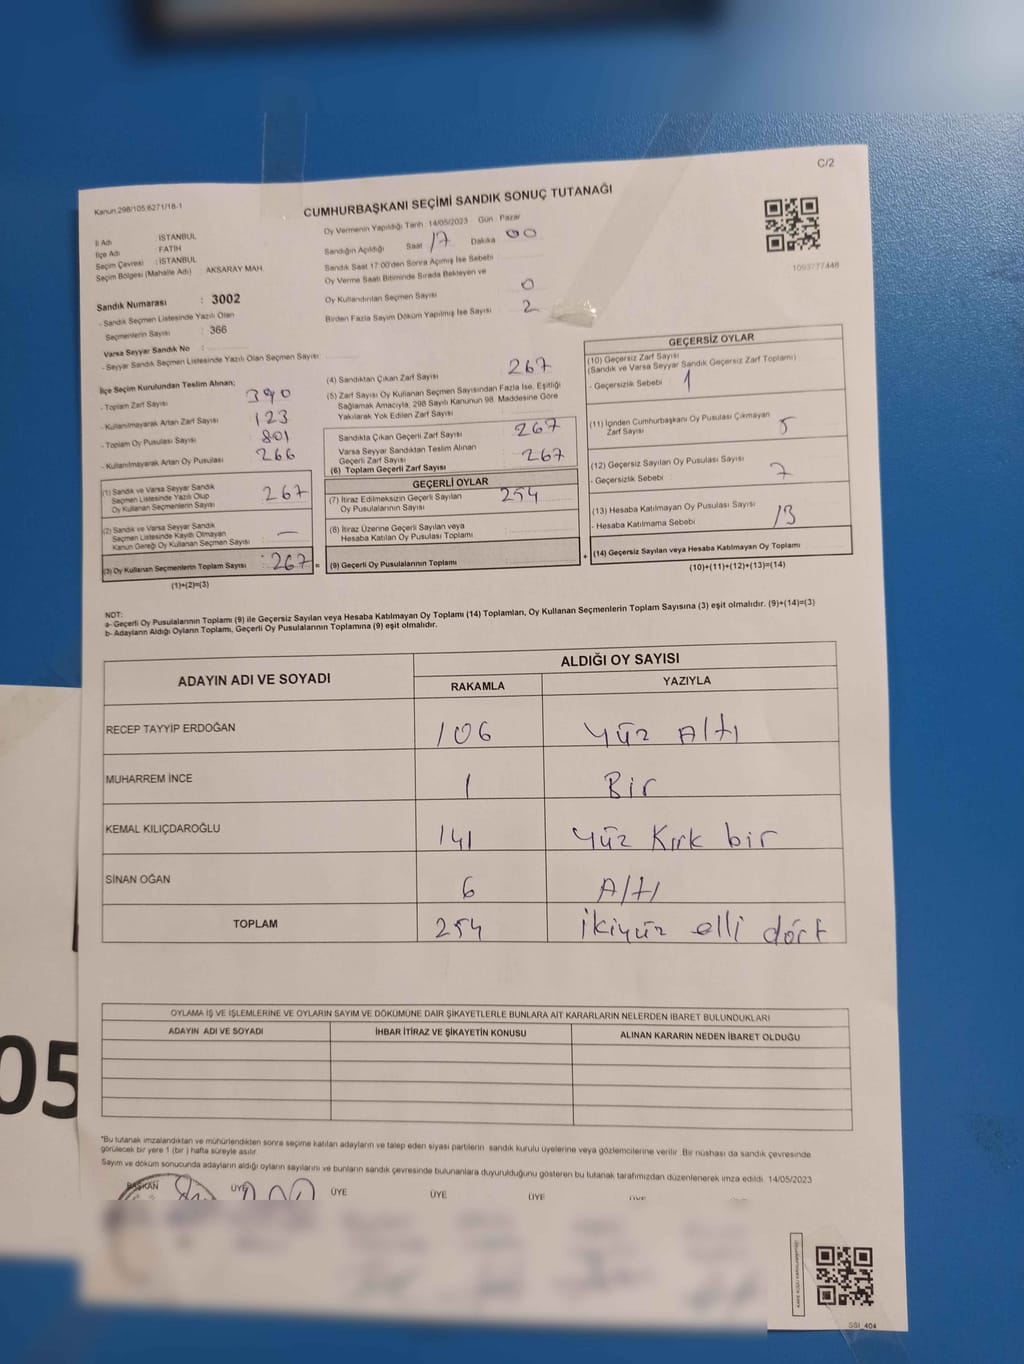 C/2
Kanun.298/105;6271/18-1
CUMHURBAŞKANI SEÇİMİ SANDIK SONUÇ TUTANAĞI
İl Adı : İSTANBUL
İlçe Adı : FATİH
Seçim Çevresi : İSTANBUL
Seçim Bölgesi (Mahalle Adı) : AKSARAY MAH.
Sandık Numarası : 3002
- Sandık Seçmen Listesinde Yazılı Olan
Seçmenlerin Sayısı : 366
Varsa Seyyar Sandık No :
- Seyyar Sandık Seçmen Listesinde Yazılı Olan Seçmen Sayısı:
Oy Vermenin Yapıldığı Tarih :14/05/2023 Gün : Pazar
Sandığın Açıldığı Saat 17 Dakika 00
Sandık Saat 17:00'den Sonra Açımış İse Sebebi
Oy Verme Saati Bitiminde Sırada Bekleyen ve
Oy Kullandırılan Seçmen Sayısı 0
Birden Fazla Sayım Döküm Yapılmış İse Sayısı 2
1093777448
İlçe Seçim Kurulundan Teslim Alınan;
- Toplam Zarf Sayısı 390
- Kullanılmayarak Artan Zarf Sayısı 123
- Toplam Oy Pusulası Sayısı 801
- Kullanılmayarak Artan Oy Pusulası 266
(1) Sandık ve Varsa Seyyar Sandık
Seçmen Listesinde Yazılı Olup
Oy Kullanan Seçmenlerin Sayısı 267
(2) Sandık ve Varsa Seyyar Sandık
Seçmen Listesinde Kayıtlı Olmayan
Kanun Gereği Oy Kullanan Seçmen Sayısı —
(3) Oy Kullanan Seçmenlerin Toplam Sayısı 267 =
(1)+(2)=(3)
(4) Sandıktan Çıkan Zarf Sayısı 267
(5) Zarf Sayısı Oy Kullanan Seçmen Sayısından Fazla İse, Eşitliği
Sağlamak Amacıyla, 298 Sayılı Kanunun 98. Maddesine Göre
Yakılarak Yok Edilen Zarf Sayısı
Sandıkta Çıkan Geçerli Zarf Sayısı 267
Varsa Seyyar Sandıktan Teslim Alınan
Geçerli Zarf Sayısı 267
(6) Toplam Geçerli Zarf Sayısı
GEÇERLİ OYLAR
(7) İtiraz Edilmeksizin Geçerli Sayılan 254
Oy Pusulalarının Sayısı
(8) İtiraz Üzerine Geçerli Sayılan veya
Hesaba Katılan Oy Pusulası Toplamı
(9) Geçerli Oy Pusulalarının Toplamı +
GEÇERSİZ OYLAR
(10) Geçersiz Zarf Sayısı
(Sandık ve Varsa Seyyar Sandık Geçersiz Zarf Toplamı)
- Geçersizlik Sebebi 1
(11) İçinden Cumhurbaşkanı Oy Pusulası Çıkmayan
Zarf Sayısı 5
(12) Geçersiz Sayılan Oy Pusulası Sayısı
- Geçersizlik Sebebi 7
(13) Hesaba Katılmayan Oy Pusulası Sayısı
- Hesaba Katılmama Sebebi 13
(14) Geçersiz Sayılan veya Hesaba Katılmayan Oy Toplamı
(10)+(11)+(12)+(13)=(14)
NOT:
a- Geçerli Oy Pusulalarının Toplamı (9) ile Geçersiz Sayılan veya Hesaba Katılmayan Oy Toplamı (14) Toplamları, Oy Kullanan Seçmenlerin Toplam Sayısına (3) eşit olmalıdır. (9)+(14)=(3)
b- Adayların Aldığı Oyların Toplamı, Geçerli Oy Pusulalarının Toplamına (9) eşit olmalıdır.
ADAYIN ADI VE SOYADI ALDIĞI OY SAYISI
RAKAMLA YAZIYLA
RECEP TAYYİP ERDOĞAN 106 Yüz Altı
MUHARREM İNCE 1 Bir
KEMAL KILIÇDAROĞLU 141 Yüz Kırk bir
SİNAN OĞAN 6 Altı
TOPLAM 254 ikiyüz elli dört
OYLAMA İŞ VE İŞLEMLERİNE VE OYLARIN SAYIM VE DÖKÜMÜNE DAİR ŞİKAYETLERLE BUNLARA AİT KARARLARIN NELERDEN İBARET BULUNDUKLARI
ADAYIN ADI VE SOYADI İHBAR İTİRAZ VE ŞİKAYETİN KONUSU ALINAN KARARIN NEDEN İBARET OLDUĞU
05
*Bu tutanak imzalandıktan ve mühürlendikten sonra seçime katılan adayların ve talep eden siyasi partilerin sandık kurulu üyelerine veya gözlemcilerine verilir. Bir nüshası da sandık çevresinde
görülecek bir yere 1 (bir) hafta süreyle asılır.
Sayım ve döküm sonucunda adayların aldığı oyların sayılarını ve bunların sandık çevresinde bulunanlara duyurulduğunu gösteren bu tutanak tarafımızdan düzenlenerek imza edildi. 14/05/2023
BAŞKAN ÜYE ÜYE ÜYE ÜYE ÜYE
SSI_404